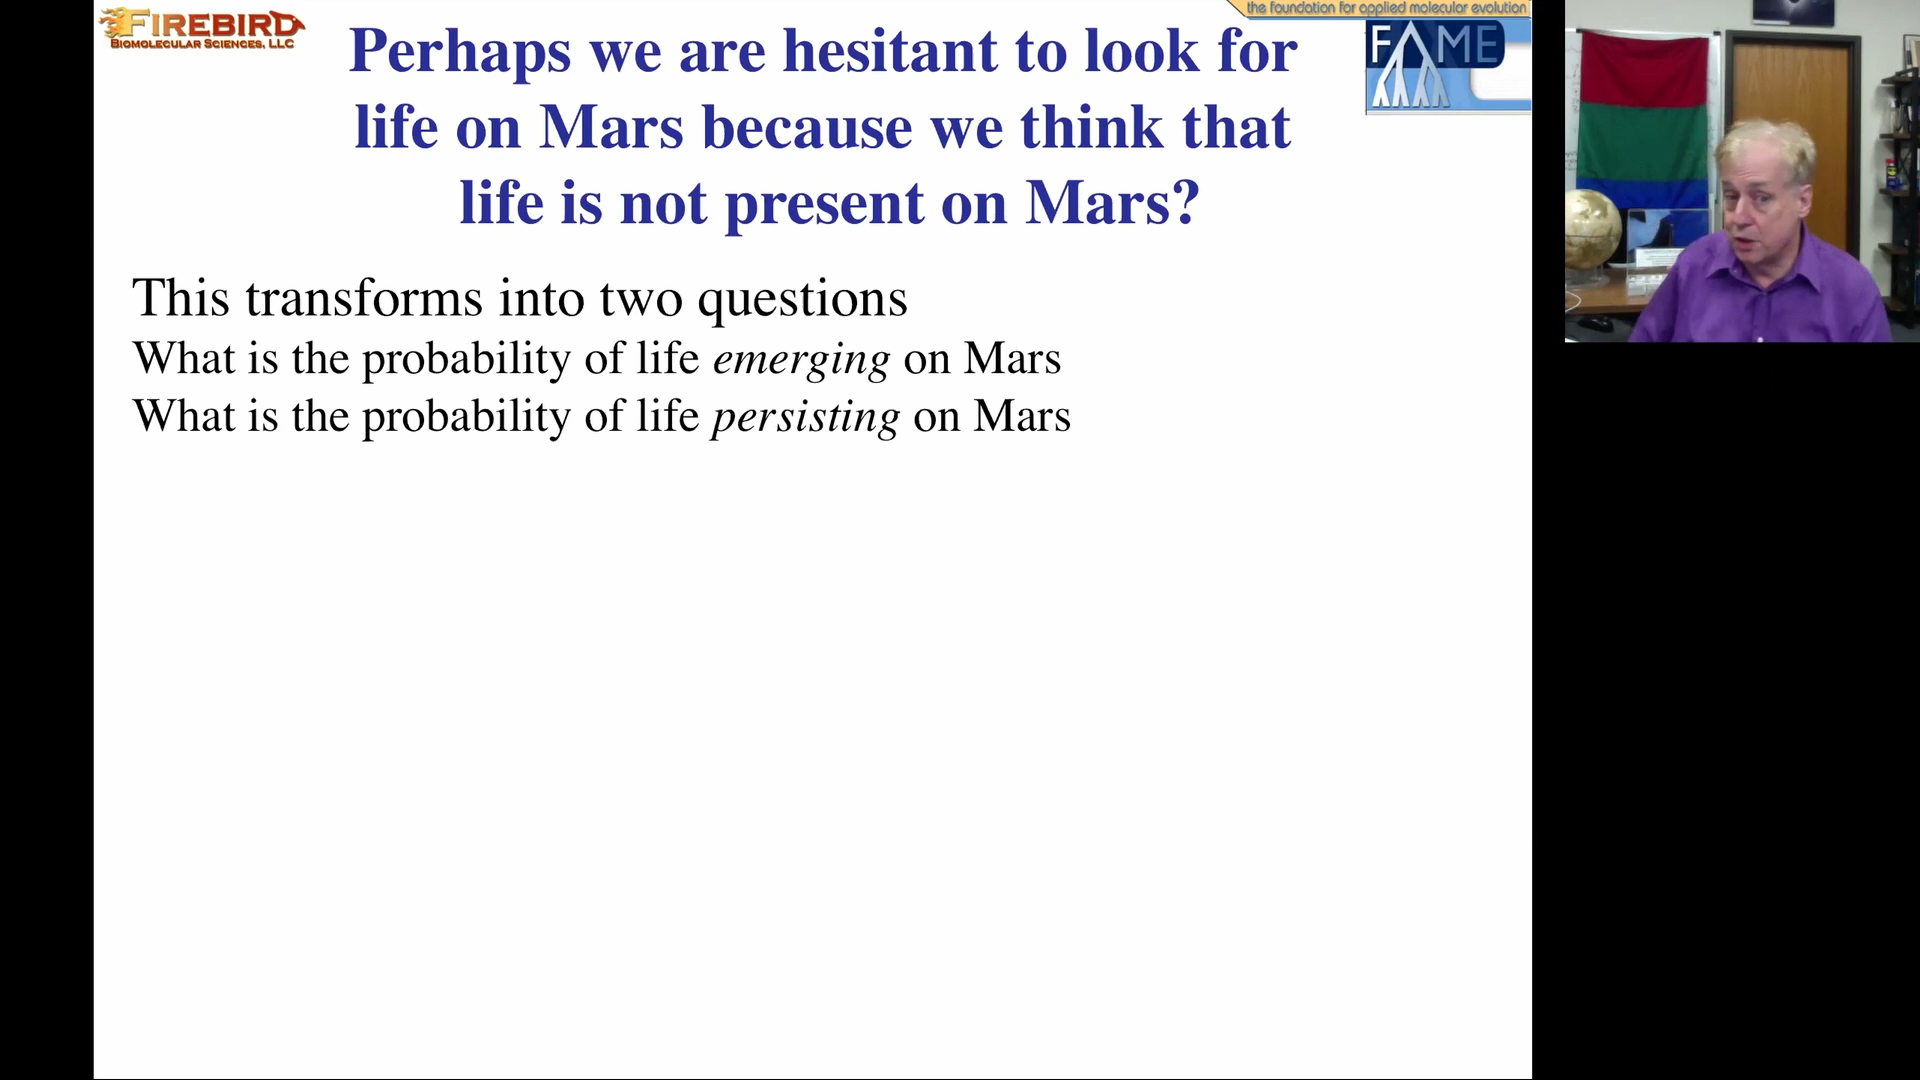 FIREBIRD
BIOMOLECULAR SCIENCES, LLC
the foundation for applied molecular evolution
FAME
Perhaps we are hesitant to look for
life on Mars because we think that
life is not present on Mars?
This transforms into two questions
What is the probability of life emerging on Mars
What is the probability of life persisting on Mars